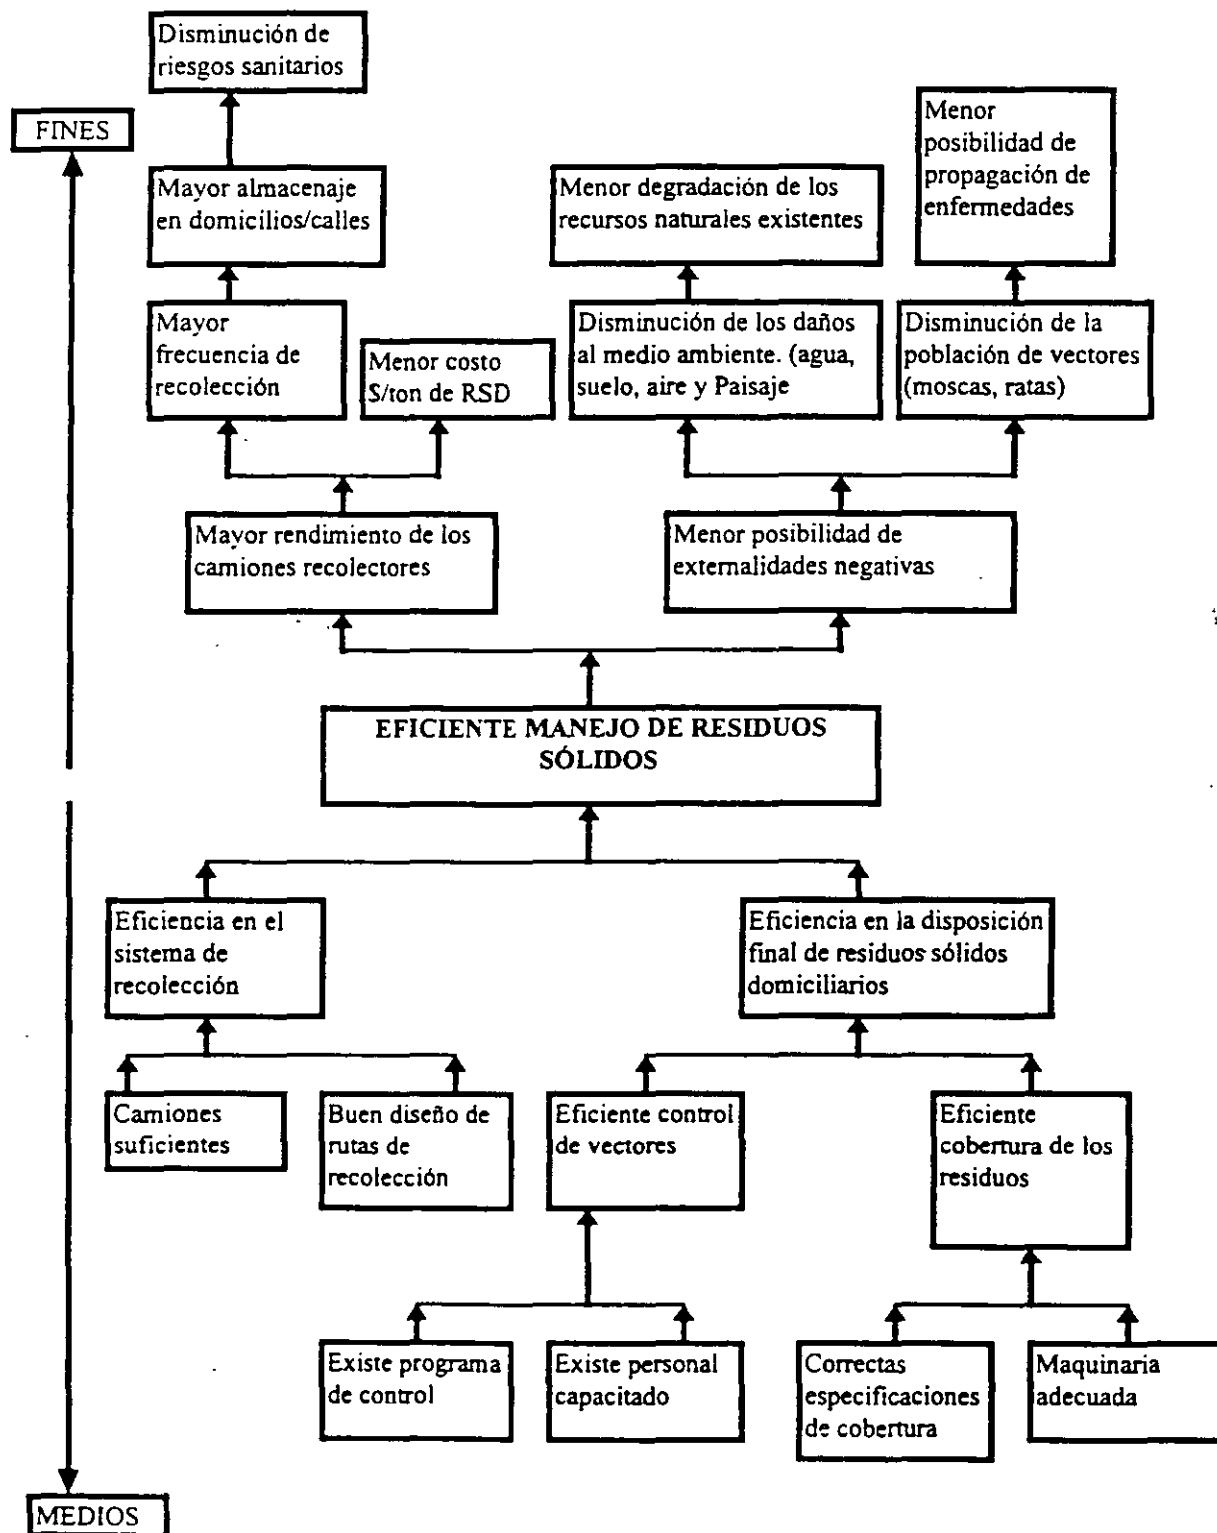 Disminución de
riesgos sanitarios
FINES
Menor
posibilidad de
propagación de
enfermedades
Mayor almacenaje
en domicilios/calles
Menor degradación de los
recursos naturales existentes
Mayor
frecuencia de
recolección
Menor costo
$/ton de RSD
Disminución de los daños
al medio ambiente. (agua,
suelo, aire y Paisaje
Disminución de la
población de vectores
(moscas, ratas)
Mayor rendimiento de los
camiones recolectores
Menor posibilidad de
externalidades negativas
EFICIENTE MANEJO DE RESIDUOS
SÓLIDOS
Eficiencia en el
sistema de
recolección
Eficiencia en la disposición
final de residuos sólidos
domiciliarios
Camiones
suficientes
Buen diseño de
rutas de
recolección
Eficiente control
de vectores
Eficiente
cobertura de los
residuos
Existe programa
de control
Existe personal
capacitado
Correctas
especificaciones
de cobertura
Maquinaria
adecuada
MEDIOS